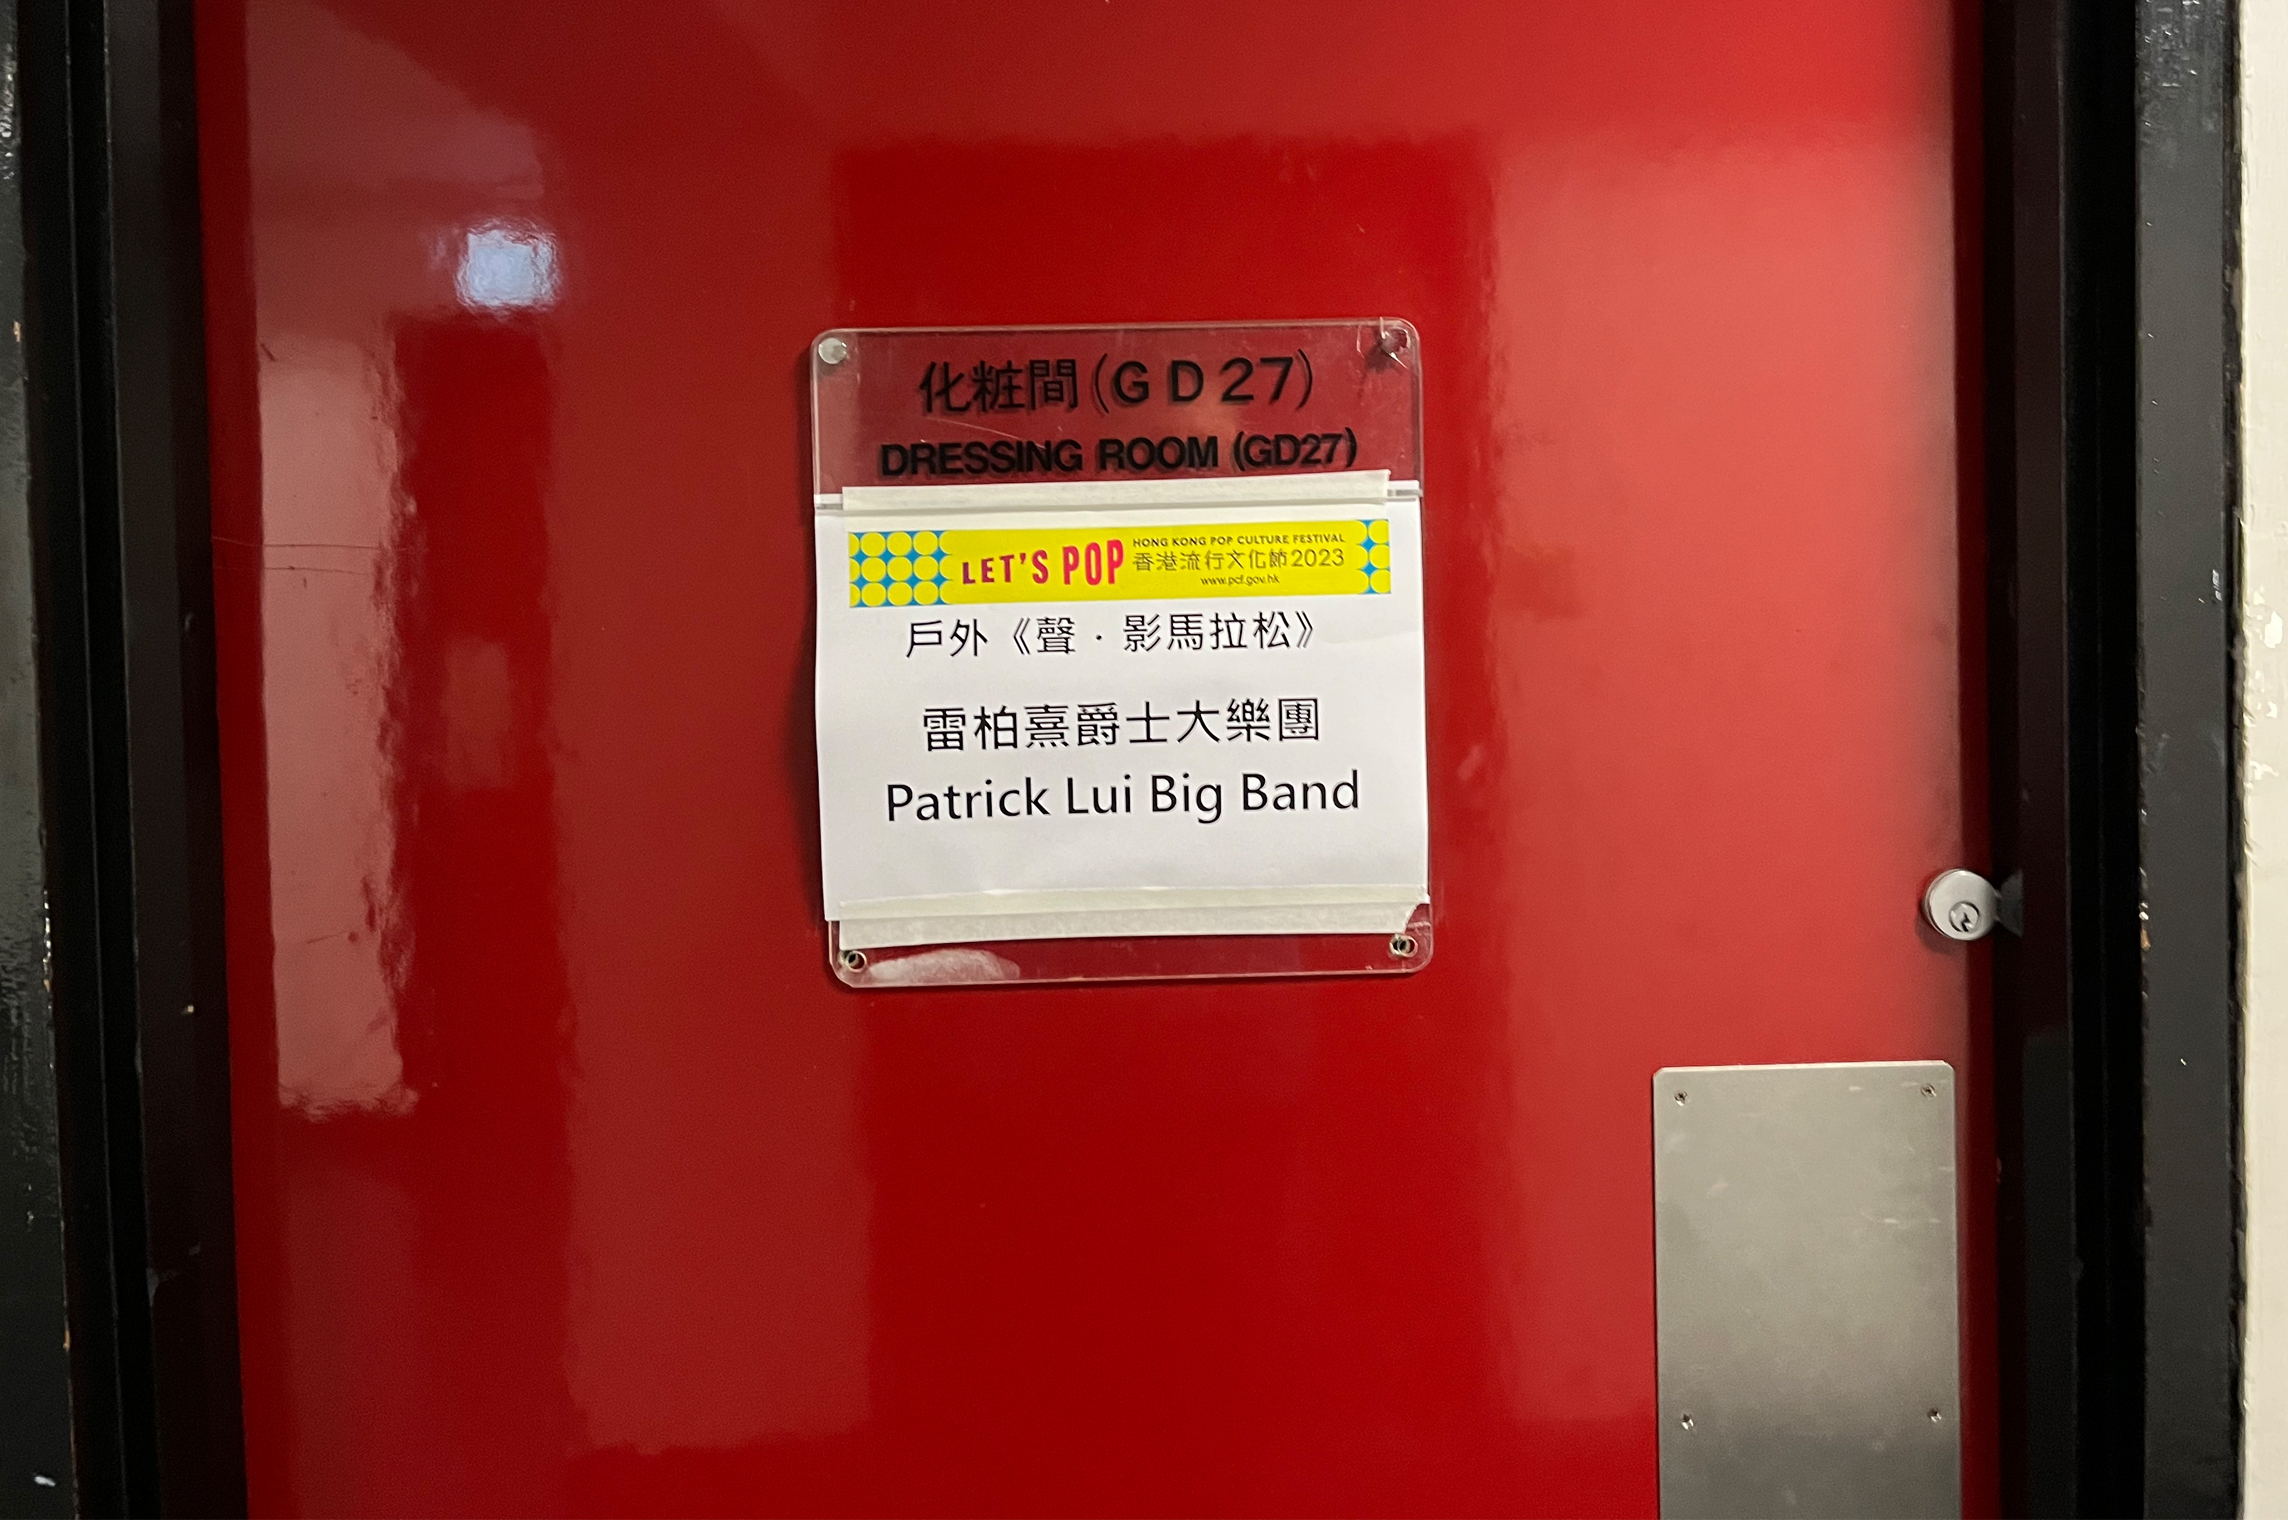 化粧間(GD27)
DRESSING ROOM (GD27)
LET'S POP
HONG KONG POP CULTURE FESTIVAL
香港流行文化節2023
www.pcf.gov.hk
戶外《聲．影馬拉松》
雷柏熹爵士大樂團
Patrick Lui Big Band